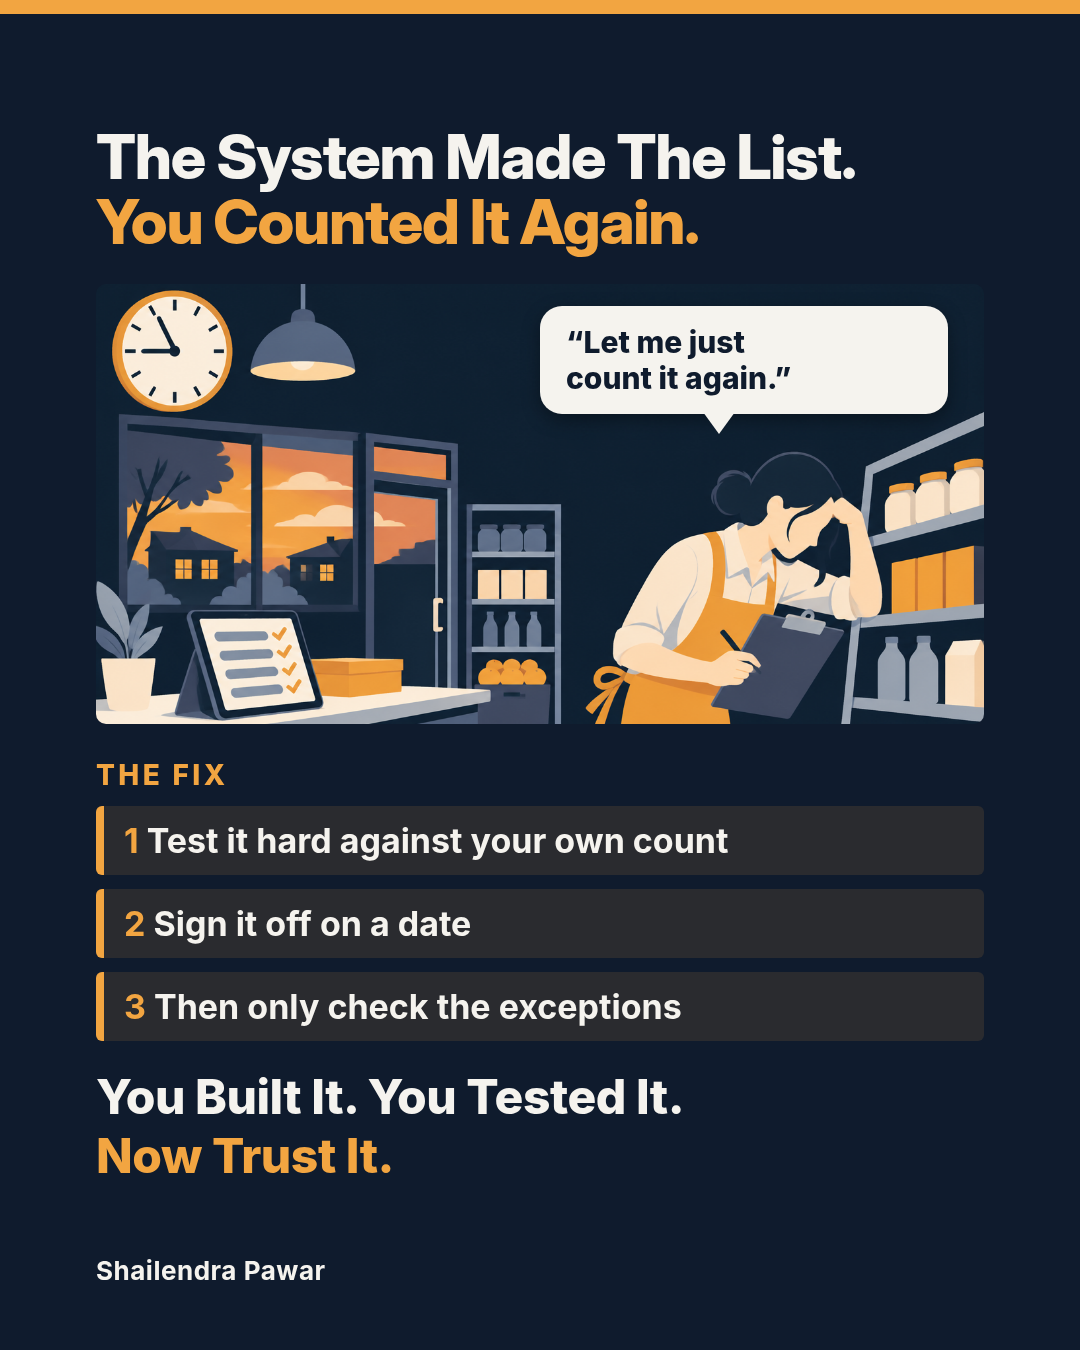 The System Made The List.
You Counted It Again.
“Let me just
count it again.”
THE FIX
1 Test it hard against your own count
2 Sign it off on a date
3 Then only check the exceptions
You Built It. You Tested It.
Now Trust It.
Shailendra Pawar